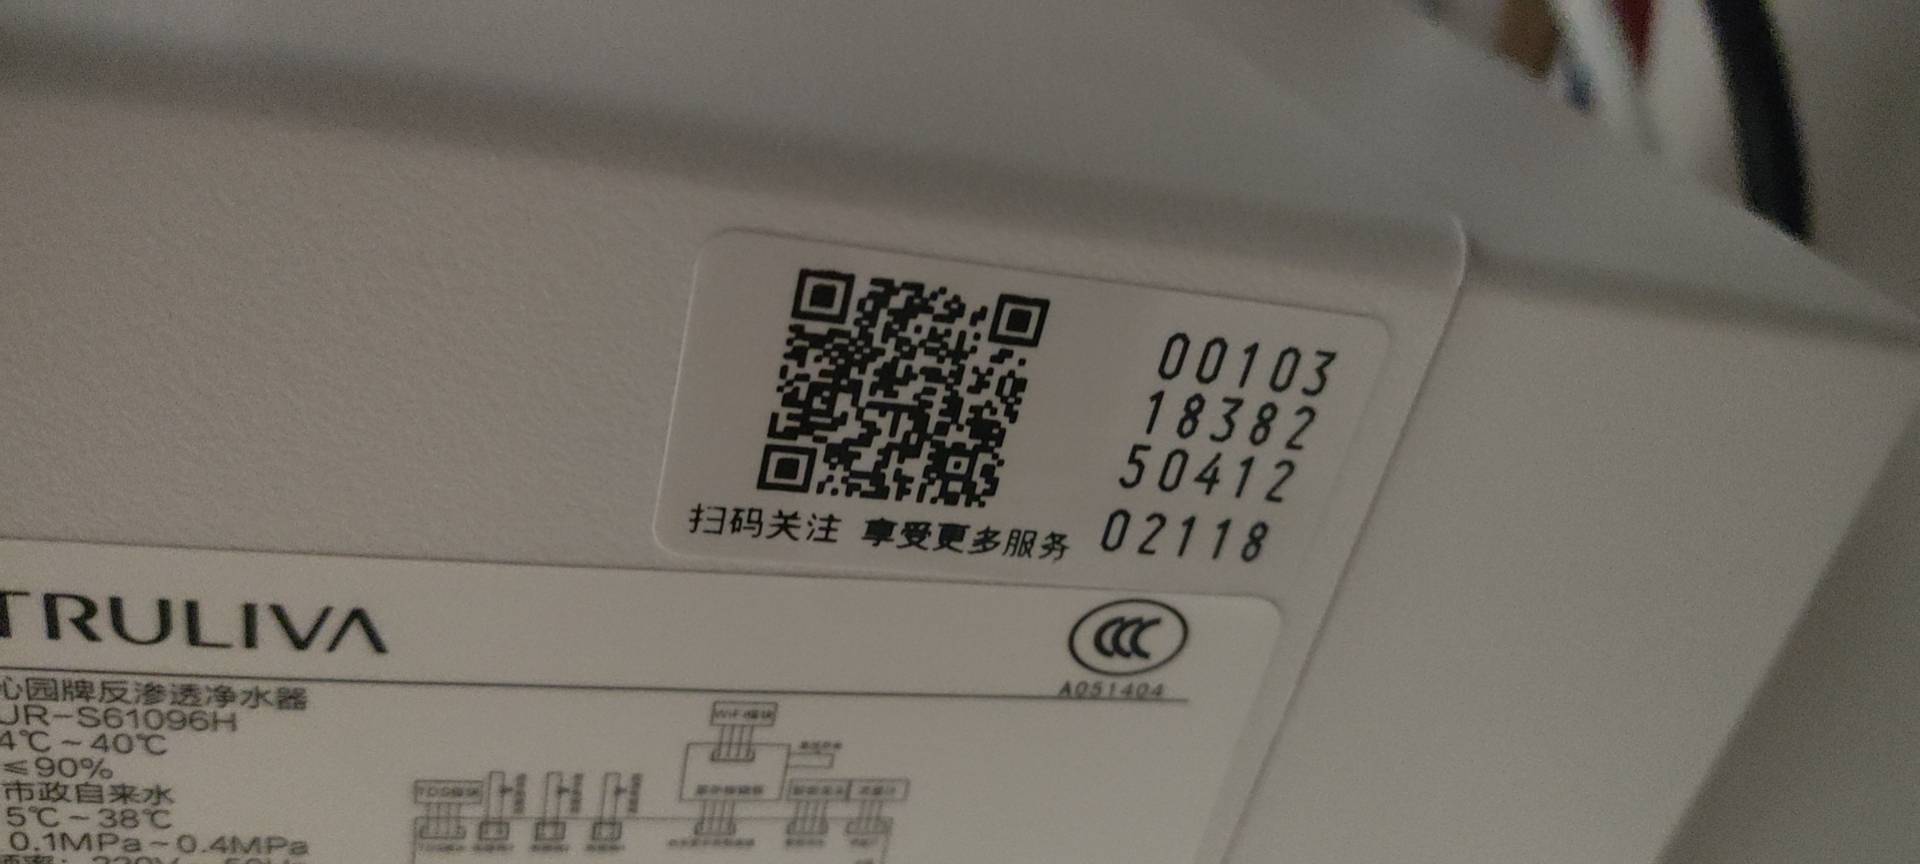 00103
18382
50412
02118
扫码关注 享受更多服务
TRULIVA
A051404
心园牌反渗透净水器
JR-S61096H
4℃~40℃
≤90%
市政自来水
5℃~38℃
0.1MPa~0.4MPa